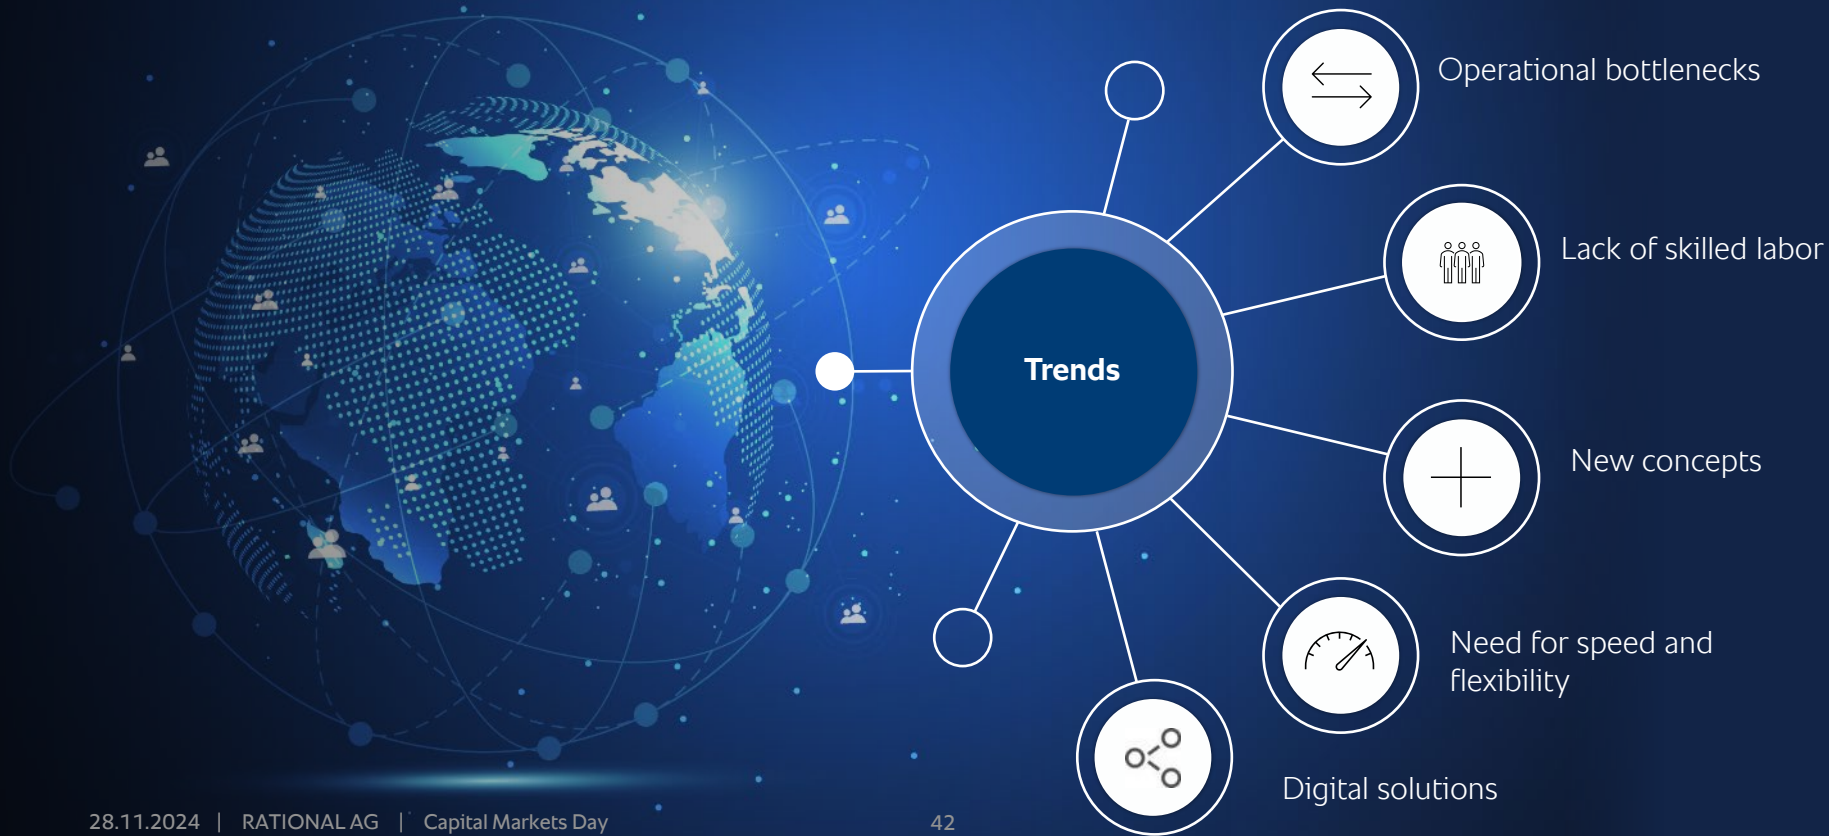 Operational bottlenecks
Lack of skilled labor
Trends
New concepts
Need for speed and
flexibility
Digital solutions
28.11.2024 | RATIONAL AG | Capital Markets Day
42